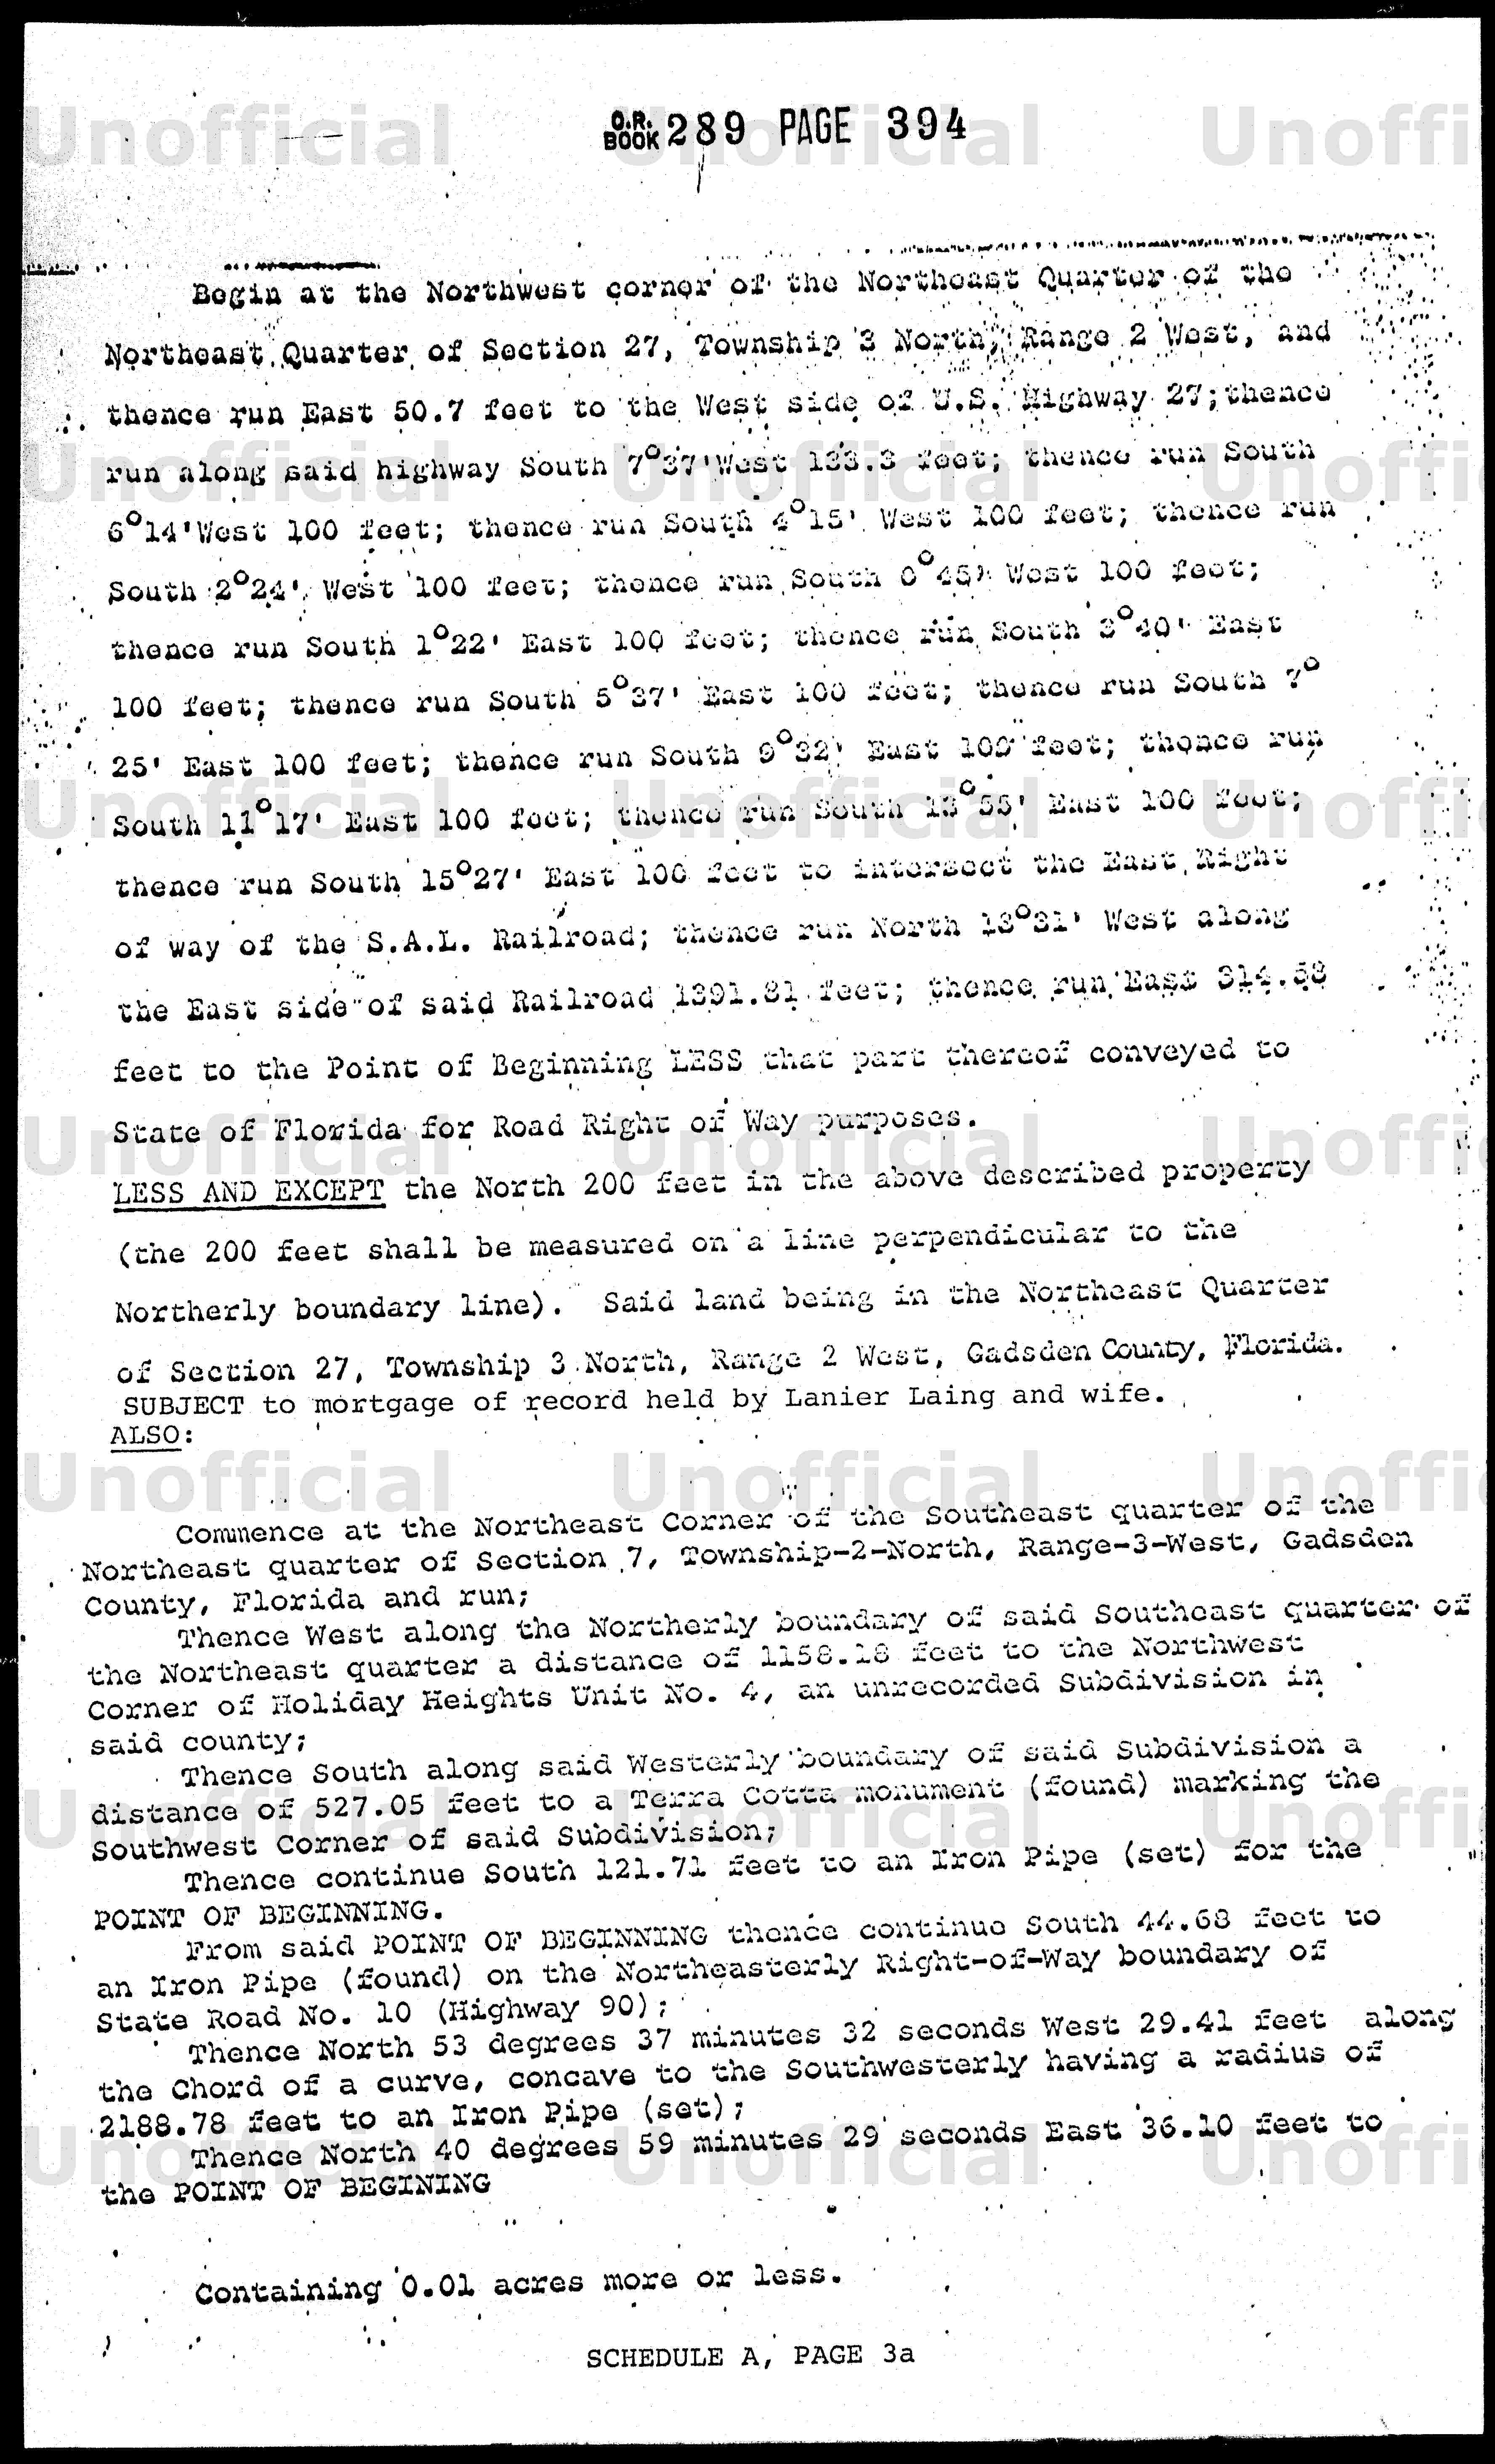 O.R. BOOK 289 PAGE 394
Begin at the Northwest corner of the Northeast Quarter of the
Northeast Quarter of Section 27, Township 3 North, Range 2 West, and
thence run East 50.7 feet to the West side of U.S. Highway 27; thence
run along said highway South 7°37'West 133.3 feet; thence run South
6°14'West 100 feet; thence run South 4°15' West 100 feet; thence run
South 2°24' West 100 feet; thence run South 0°45' West 100 feet;
thence run South 1°22' East 100 feet; thence run South 3°40' East
100 feet; thence run South 5°37' East 100 feet; thence run South 7°
25' East 100 feet; thence run South 9°32' East 100 feet; thence run
South 11°17' East 100 feet; thence run South 13°55' East 100 feet;
thence run South 15°27' East 100 feet to intersect the East Right
of way of the S.A.L. Railroad; thence run North 13°31' West along
the East side of said Railroad 1391.81 feet; thence run East 314.58
feet to the Point of Beginning LESS that part thereof conveyed to
State of Florida for Road Right of Way purposes.
LESS AND EXCEPT the North 200 feet in the above described property
(the 200 feet shall be measured on a line perpendicular to the
Northerly boundary line). Said land being in the Northeast Quarter
of Section 27, Township 3 North, Range 2 West, Gadsden County, Florida.
SUBJECT to mortgage of record held by Lanier Laing and wife.
ALSO:
Commence at the Northeast Corner of the Southeast quarter of the
Northeast quarter of Section 7, Township-2-North, Range-3-West, Gadsden
County, Florida and run;
Thence West along the Northerly boundary of said Southeast quarter of
the Northeast quarter a distance of 1158.18 feet to the Northwest
Corner of Holiday Heights Unit No. 4, an unrecorded Subdivision in
said county;
Thence South along said Westerly boundary of said Subdivision a
distance of 527.05 feet to a Terra Cotta monument (found) marking the
Southwest Corner of said Subdivision;
Thence continue South 121.71 feet to an Iron Pipe (set) for the
POINT OF BEGINNING.
From said POINT OF BEGINNING thence continue South 44.68 feet to
an Iron Pipe (found) on the Northeasterly Right-of-Way boundary of
State Road No. 10 (Highway 90);
Thence North 53 degrees 37 minutes 32 seconds West 29.41 feet along
the Chord of a curve, concave to the Southwesterly having a radius of
2188.78 feet to an Iron Pipe (set);
Thence North 40 degrees 59 minutes 29 seconds East 36.10 feet to
the POINT OF BEGINING
Containing 0.01 acres more or less.
SCHEDULE A, PAGE 3a